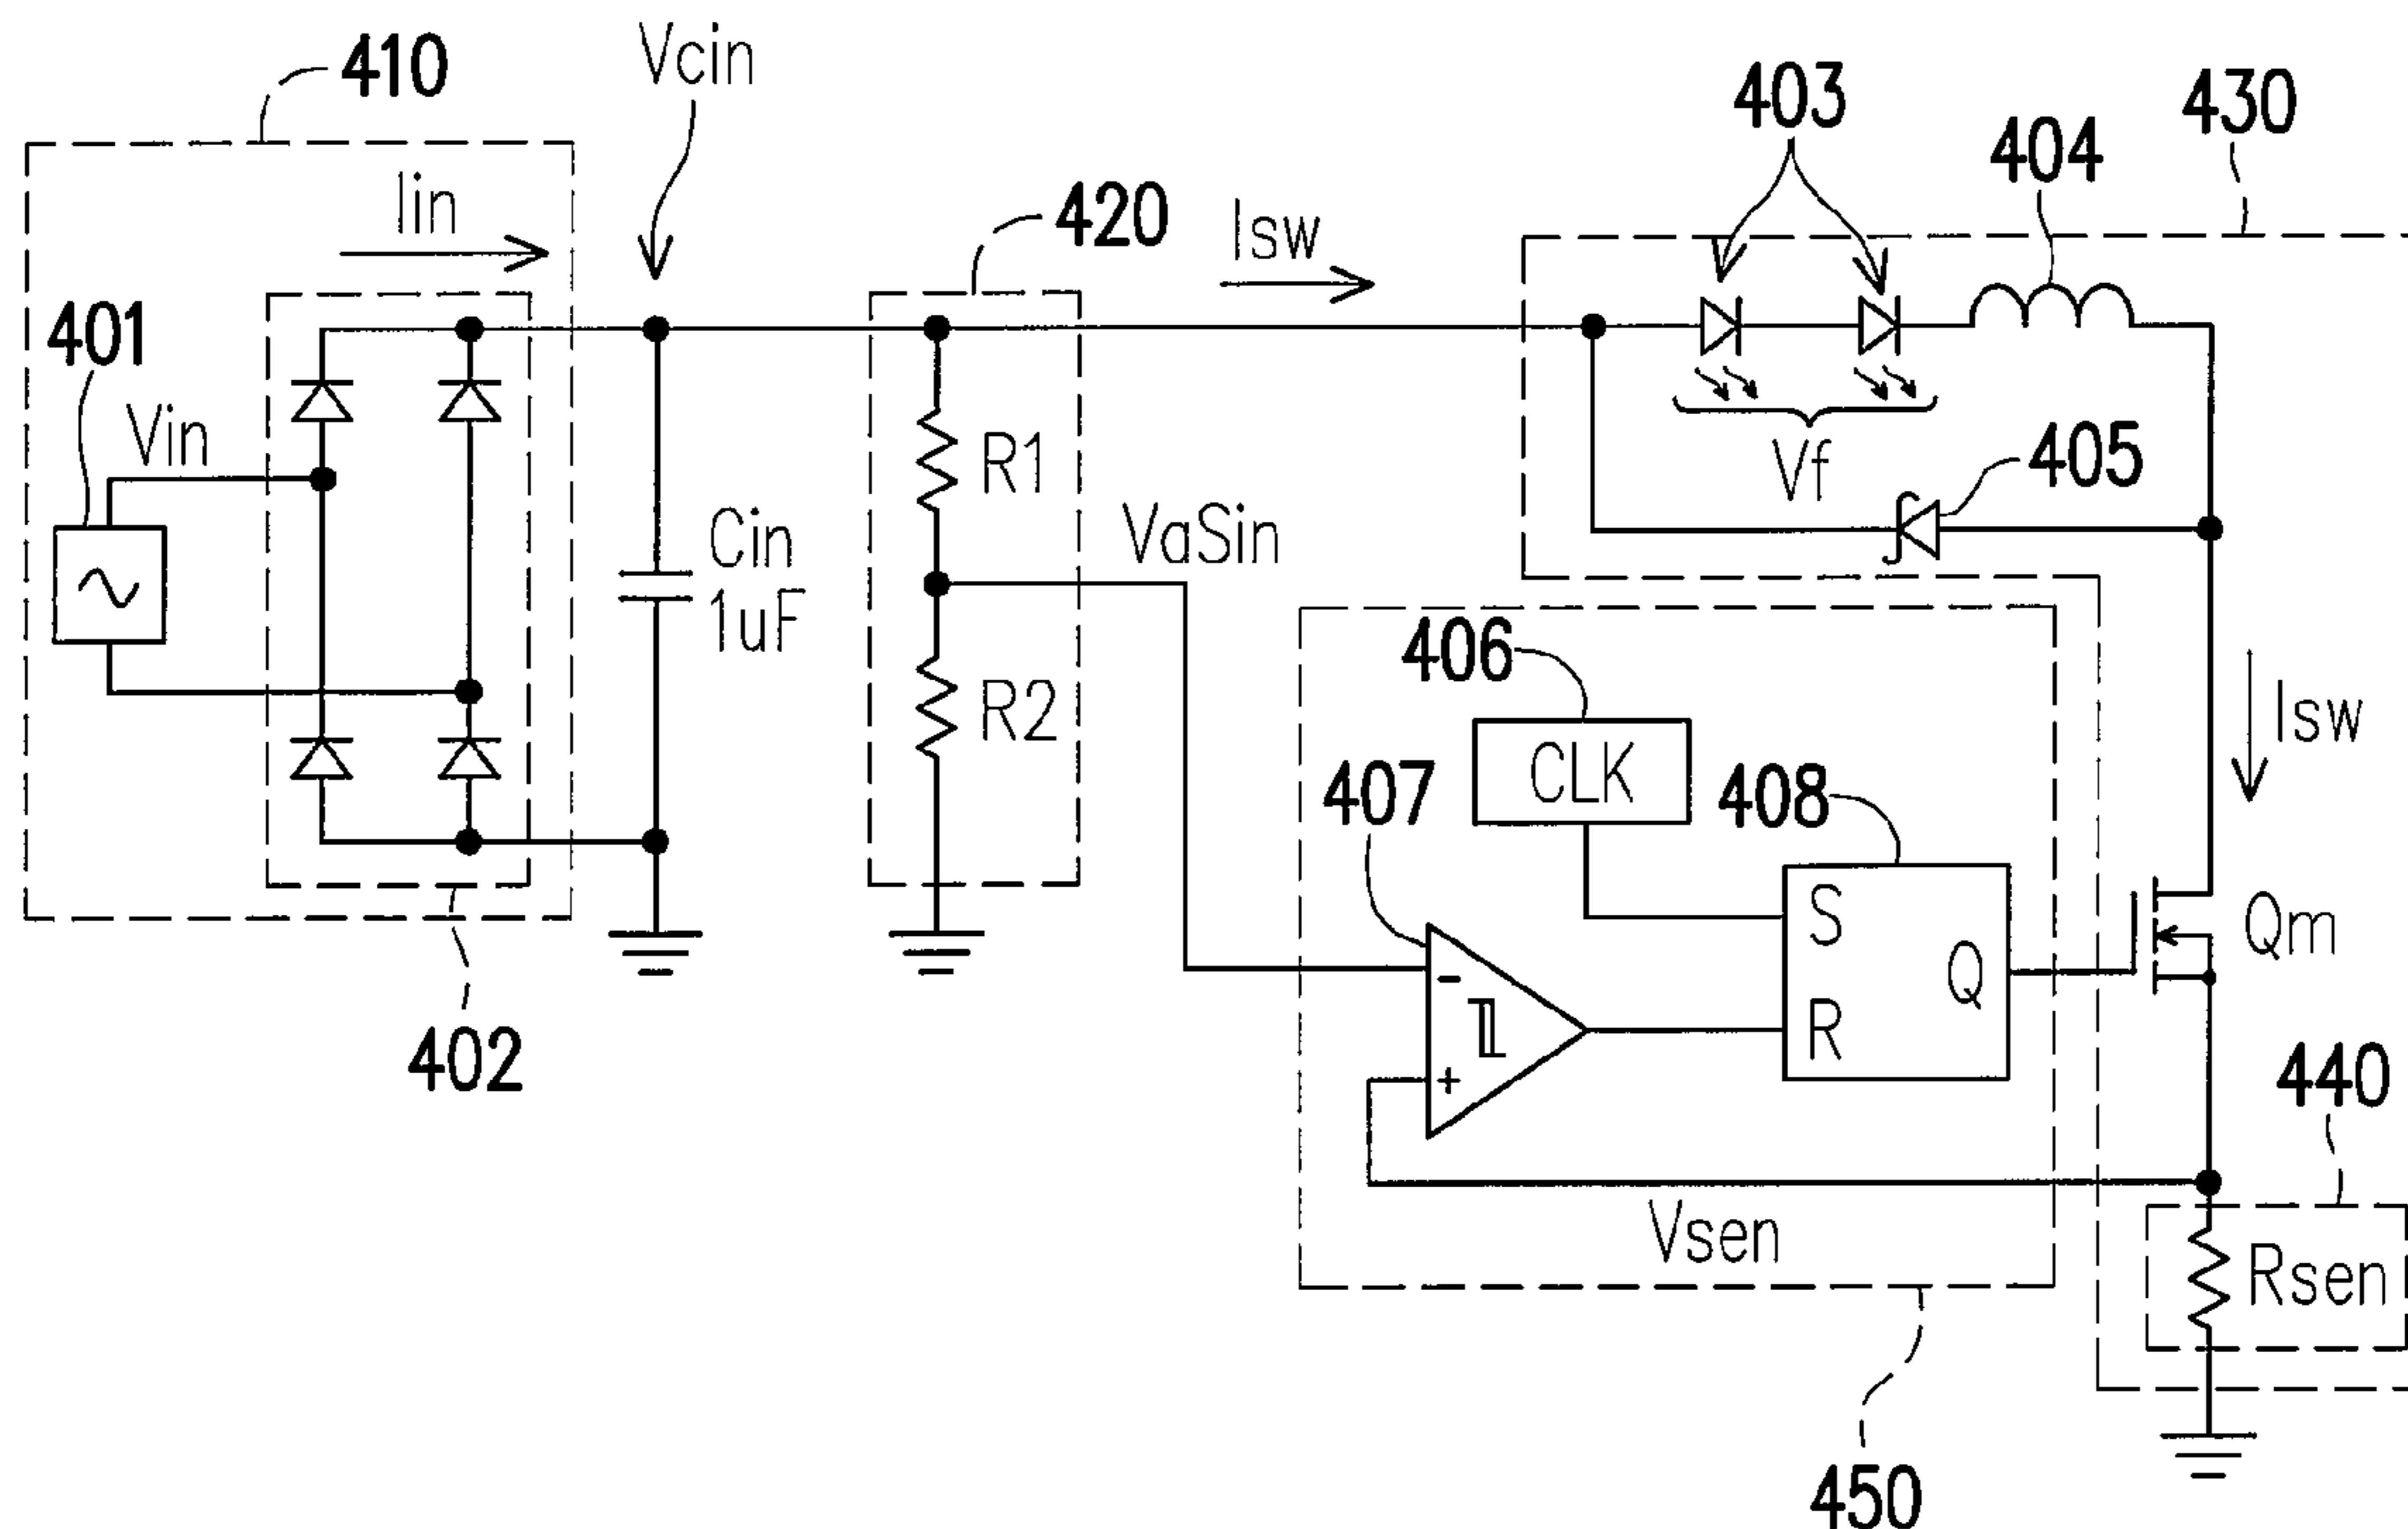 410
Vcin
403
430
404
Iin
420
Isw
401
Vin
R1
Vf
405
VaSin
Cin
1uF
406
R2
CLK
407
408
Isw
S
Q
R
Qm
-
+
402
440
Vsen
Rsen
450